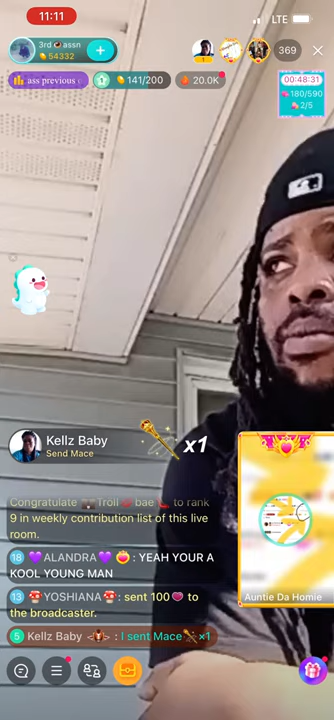 11:11
LTE
3rd assn
54332
369
ass previous (
141/200
20.0K
00:48:31
180/590
2/5
Kellz Baby
Send Mace
x1
Congratulate Troll bae to rank
9 in weekly contribution list of this live
room.
18 ALANDRA : YEAH YOUR A
KOOL YOUNG MAN
13 YOSHIANA : sent 100 to
the broadcaster.
5 Kellz Baby : I sent Mace ×1
Auntie Da Homie